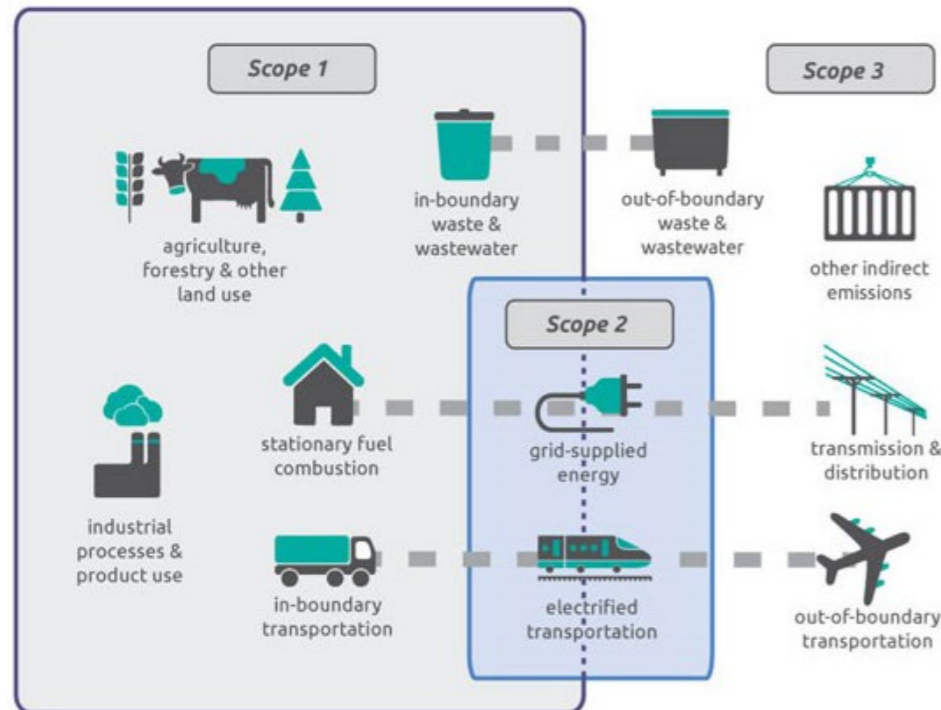 Scope 1
Scope 3
in-boundary
waste &
wastewater
out-of-boundary
waste &
wastewater
agriculture,
forestry & other
land use
other indirect
emissions
Scope 2
stationary fuel
combustion
grid-supplied
energy
transmission &
distribution
industrial
processes &
product use
in-boundary
transportation
electrified
transportation
out-of-boundary
transportation